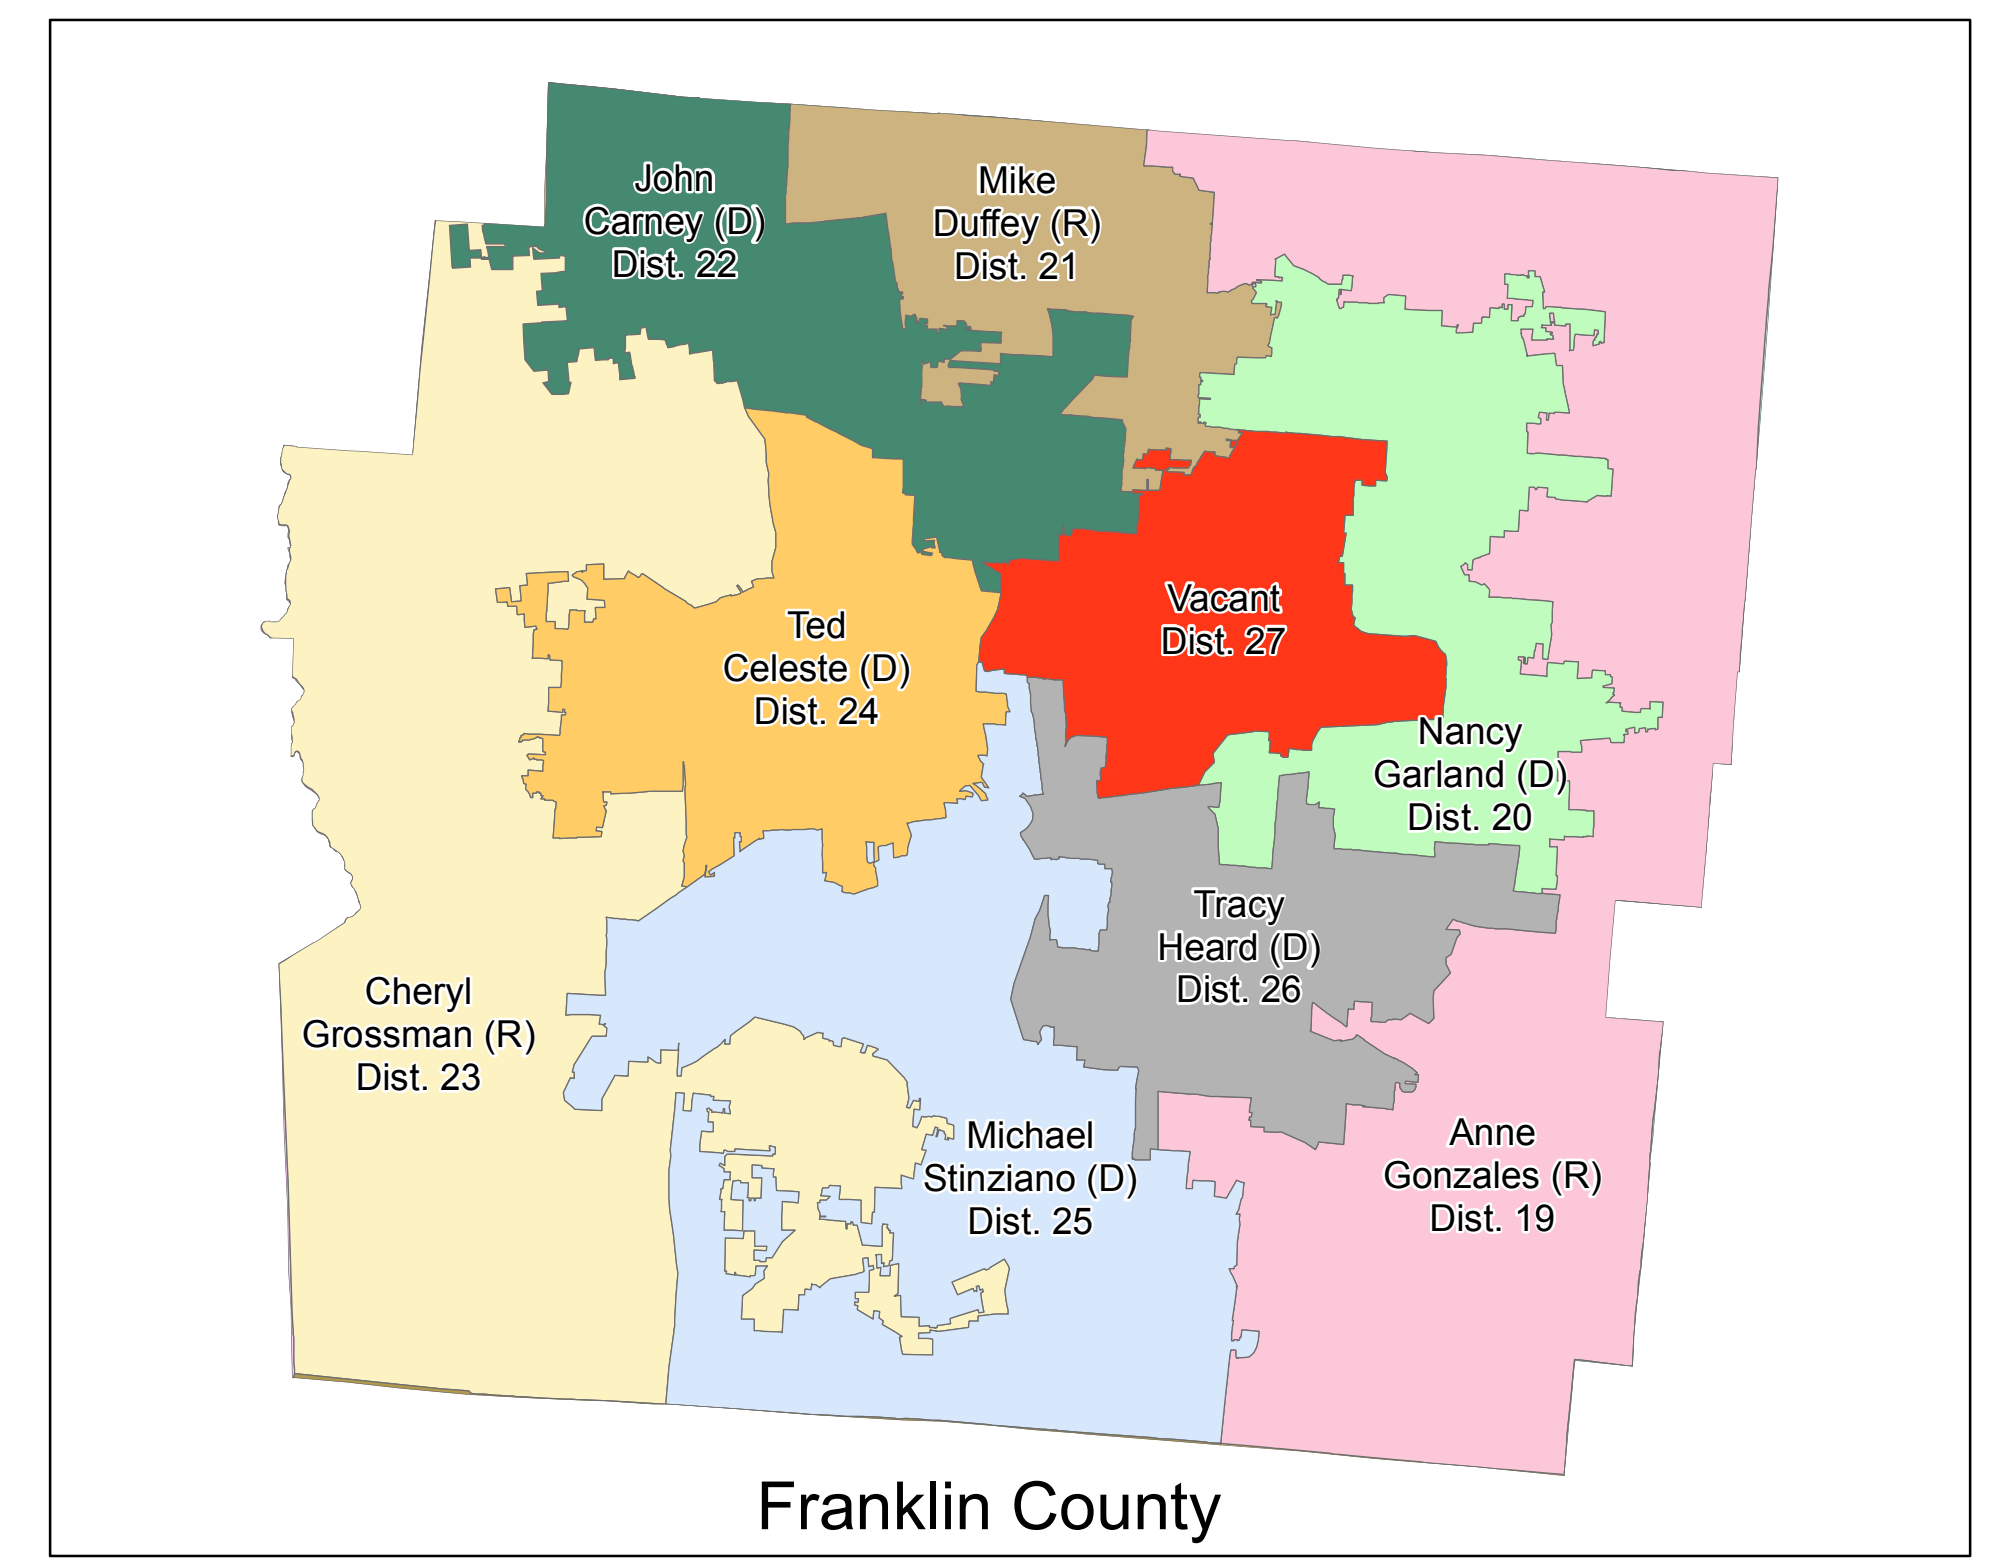 John
Carney (D)
Dist. 22
Mike
Duffey (R)
Dist. 21
Vacant
Dist. 27
Ted
Celeste (D)
Dist. 24
Nancy
Garland (D)
Dist. 20
Tracy
Heard (D)
Dist. 26
Cheryl
Grossman (R)
Dist. 23
Michael
Stinziano (D)
Dist. 25
Anne
Gonzales (R)
Dist. 19
Franklin County